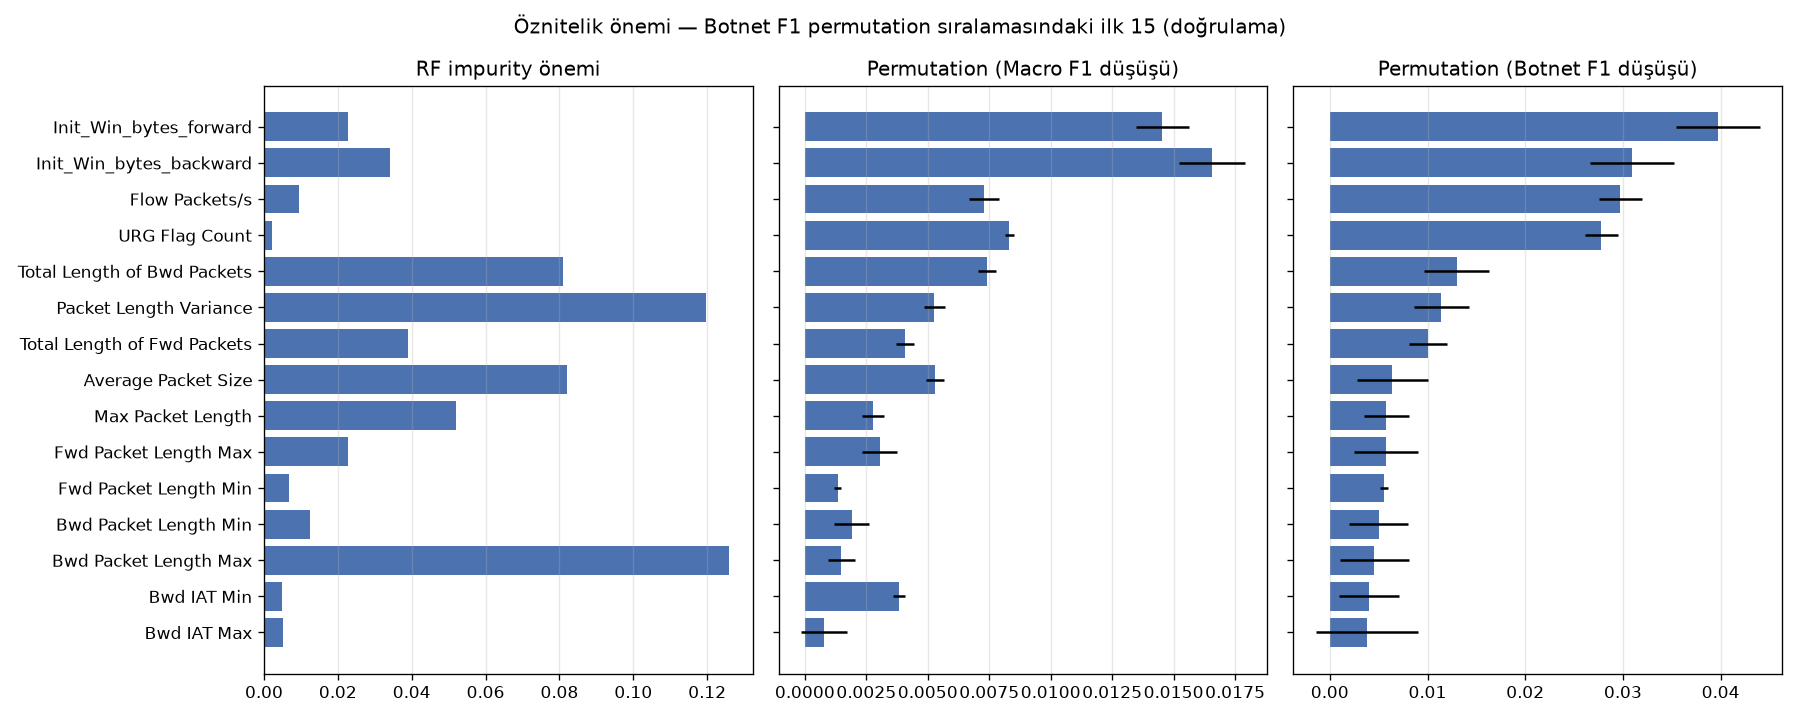 Öznitelik önemi — Botnet F1 permutation sıralamasındaki ilk 15 (doğrulama)
RF impurity önemi
Permutation (Macro F1 düşüşü)
Permutation (Botnet F1 düşüşü)
Init_Win_bytes_forward
Init_Win_bytes_backward
Flow Packets/s
URG Flag Count
Total Length of Bwd Packets
Packet Length Variance
Total Length of Fwd Packets
Average Packet Size
Max Packet Length
Fwd Packet Length Max
Fwd Packet Length Min
Bwd Packet Length Min
Bwd Packet Length Max
Bwd IAT Min
Bwd IAT Max
0.00 0.02 0.04 0.06 0.08 0.10 0.12
0.0000 0.0025 0.0050 0.0075 0.0100 0.0125 0.0150 0.0175
0.00 0.01 0.02 0.03 0.04